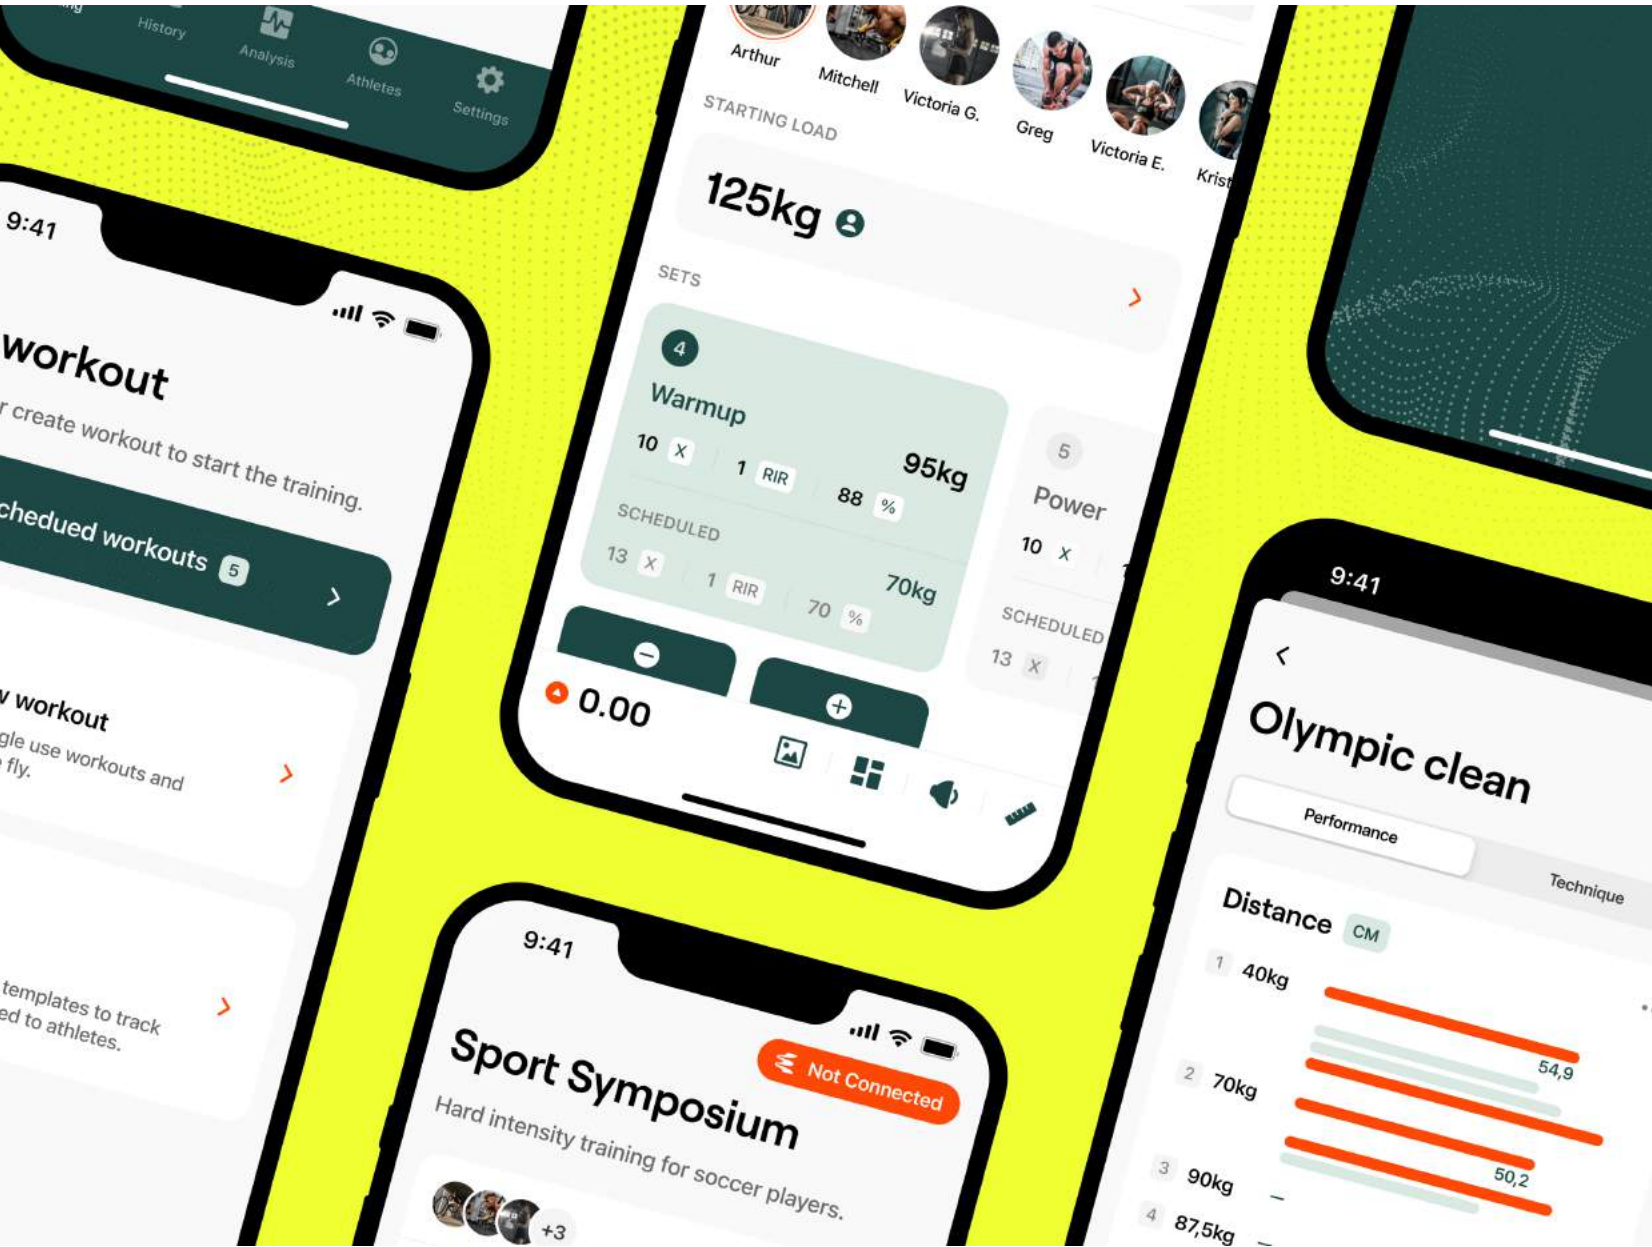 History
Analysis
Athletes
Settings
9:41
workout
create workout to start the training.
workouts 5
workout
use workouts and
fly.
templates to track
to athletes.
Arthur
Mitchell
Victoria G.
Greg
Victoria E.
STARTING LOAD
125kg
SETS
4
Warmup
10 X 1 RIR 88 % 95kg
SCHEDULED
13 X 1 RIR 70 % 70kg
5
Power
10 X
SCHEDULED
13 X
0.00
9:41
Not Connected
Sport Symposium
Hard intensity training for soccer players.
+3
9:41
Olympic clean
Performance
Technique
Distance CM
1 40kg
54,9
2 70kg
50,2
3 90kg
4 87,5kg